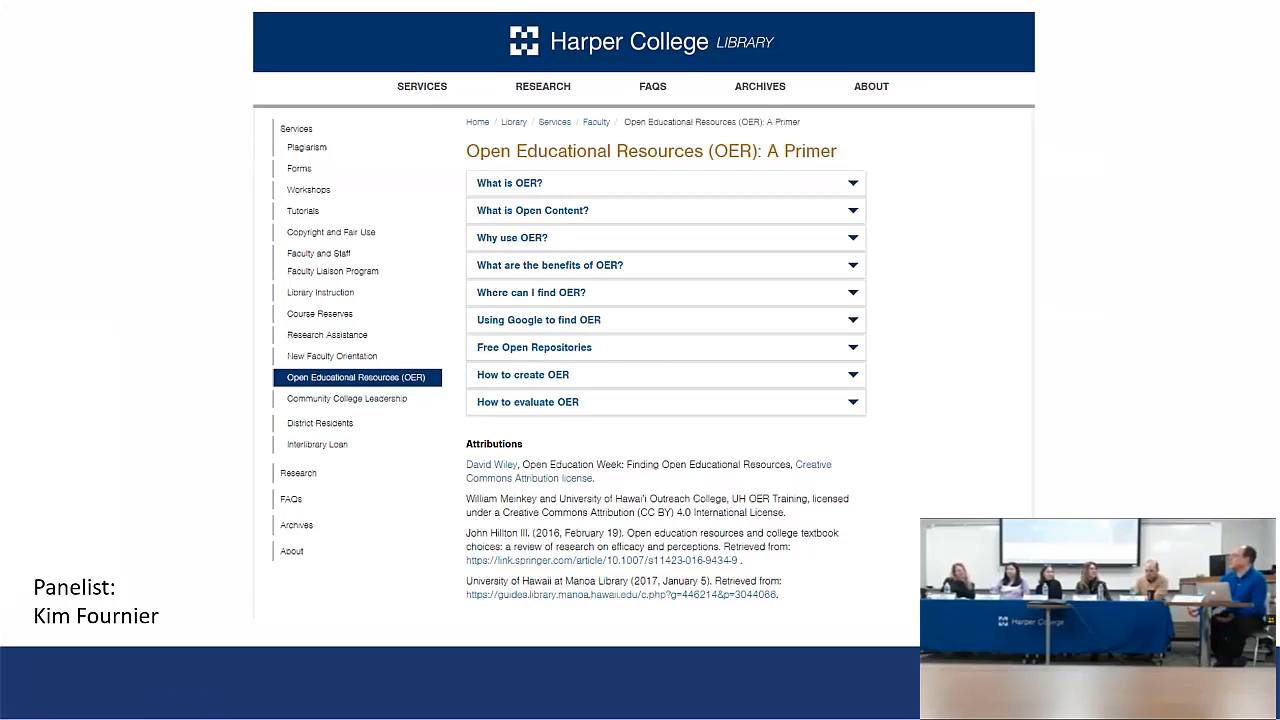 Harper College LIBRARY
SERVICES RESEARCH FAQS ARCHIVES ABOUT
Services
Plagiarism
Forms
Workshops
Tutorials
Copyright and Fair Use
Faculty and Staff
Faculty Liaison Program
Library Instruction
Course Reserves
Research Assistance
New Faculty Orientation
Open Educational Resources (OER)
Community College Leadership
District Residents
Interlibrary Loan
Research
FAQs
Archives
About
Home / Library / Services / Faculty / Open Educational Resources (OER): A Primer
Open Educational Resources (OER): A Primer
What is OER?
What is Open Content?
Why use OER?
What are the benefits of OER?
Where can I find OER?
Using Google to find OER
Free Open Repositories
How to create OER
How to evaluate OER
Attributions
David Wiley, Open Education Week: Finding Open Educational Resources, Creative
Commons Attribution license.
William Meinkey and University of Hawai'i Outreach College, UH OER Training, licensed
under a Creative Commons Attribution (CC BY) 4.0 International License.
John Hillton III. (2016, February 19). Open education resources and college textbook
choices: a review of research on efficacy and perceptions. Retrieved from:
https://link.springer.com/article/10.1007/s11423-016-9434-9 .
University of Hawaii at Manoa Library (2017, January 5). Retrieved from:
https://guides.library.manoa.hawaii.edu/c.php?g=446214&p=3044066.
Panelist:
Kim Fournier
Harper College